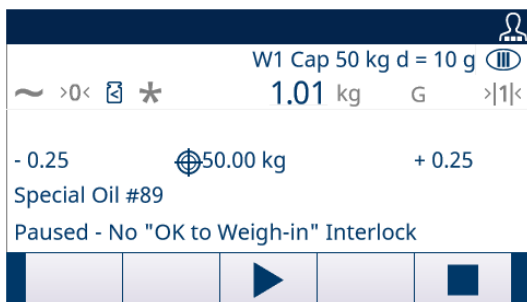 W1 Cap 50 kg d = 10 g III
~ >0< * 1.01 kg G >|1|<
- 0.25 50.00 kg + 0.25
Special Oil #89
Paused - No "OK to Weigh-in" Interlock